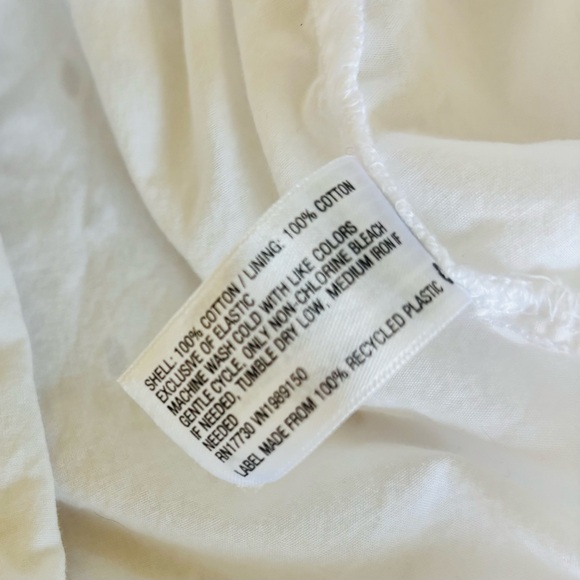 SHELL: 100% COTTON / LINING: 100% COTTON
EXCLUSIVE OF ELASTIC
MACHINE WASH COLD WITH LIKE COLORS
GENTLE CYCLE. ONLY NON-CHLORINE BLEACH
IF NEEDED, TUMBLE DRY LOW. MEDIUM IRON IF
NEEDED
RN17730 VN1989150
LABEL MADE FROM 100% RECYCLED PLASTIC